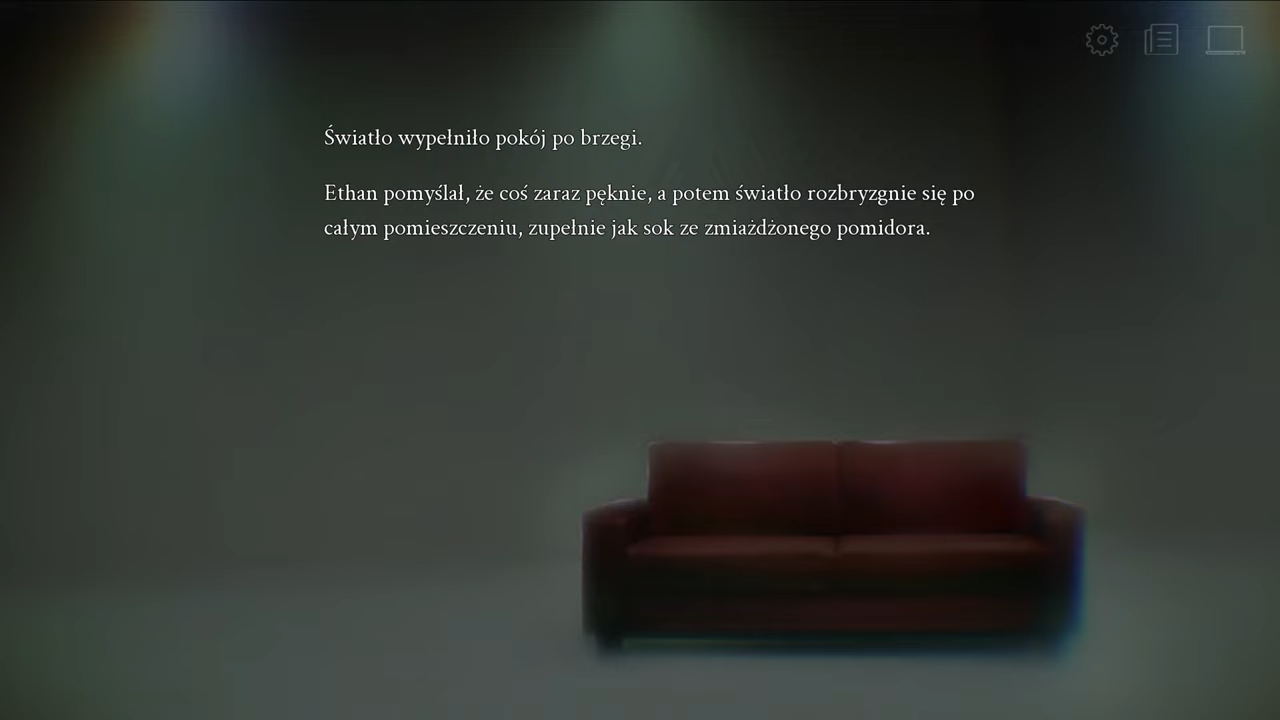 Światło wypełniło pokój po brzegi.
Ethan pomyślał, że coś zaraz pęknie, a potem światło rozbryzgnie się po
całym pomieszczeniu, zupełnie jak sok ze zmiażdżonego pomidora.